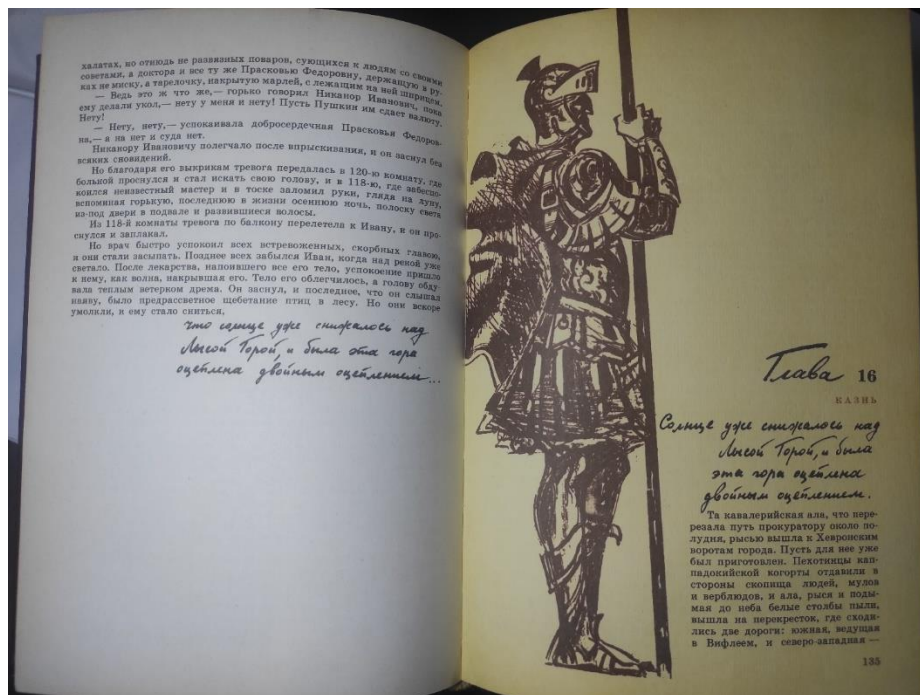 халатах, но отнюдь не развязных поваров, сующихся к людям со своими
советами, а доктора и все ту же Прасковью Федоровну, держащую в ру-
ках не миску, а тарелочку, накрытую марлей, с лежащим на ней шприцем.
— Ведь это ж что же,— горько говорил Никанор Иванович, пока
ему делали укол,— нету у меня и нету! Пусть Пушкин им сдает валюту.
Нету!
— Нету, нету,— успокаивала добросердечная Прасковья Федоров-
на,— а на нет и суда нет.
Никанору Ивановичу полегчало после впрыскивания, и он заснул без
всяких сновидений.
Но благодаря его выкрикам тревога передалась в 120-ю комнату, где
больной проснулся и стал искать свою голову, и в 118-ю, где забеспо-
коился неизвестный мастер и в тоске заломил руки, глядя на луну,
вспоминая горькую, последнюю в жизни осеннюю ночь, полоску света
из-под двери в подвале и развившиеся волосы.
Из 118-й комнаты тревога по балкону перелетела к Ивану, и он про-
снулся и заплакал.
Но врач быстро успокоил всех встревоженных, скорбных главою,
и они стали засыпать. Позднее всех забылся Иван, когда над рекой уже
светало. После лекарства, напоившего все его тело, успокоение пришло
к нему, как волна, накрывшая его. Тело его облегчилось, а голову обду-
вала теплым ветерком дрема. Он заснул, и последнее, что он слышал
наяву, было предрассветное щебетание птиц в лесу. Но они вскоре
умолкли, и ему стало сниться,
что солнце уже снижалось над
Лысой Горой, и была эта гора
оцеплена двойным оцеплением...
Глава 16
КАЗНЬ
Солнце уже снижалось над
Лысой Горой, и была
эта гора оцеплена
двойным оцеплением.
Та кавалерийская ала, что пере-
резала путь прокуратору около по-
лудня, рысью вышла к Хевронским
воротам города. Пусть для нее уже
был приготовлен. Пехотинцы кап-
падокийской когорты отдавили в
стороны скопища людей, мулов
и верблюдов, и ала, рыся и поды-
мая до неба белые столбы пыли,
вышла на перекресток, где сходи-
лись две дороги: южная, ведущая
в Вифлеем, и северо-западная —
135